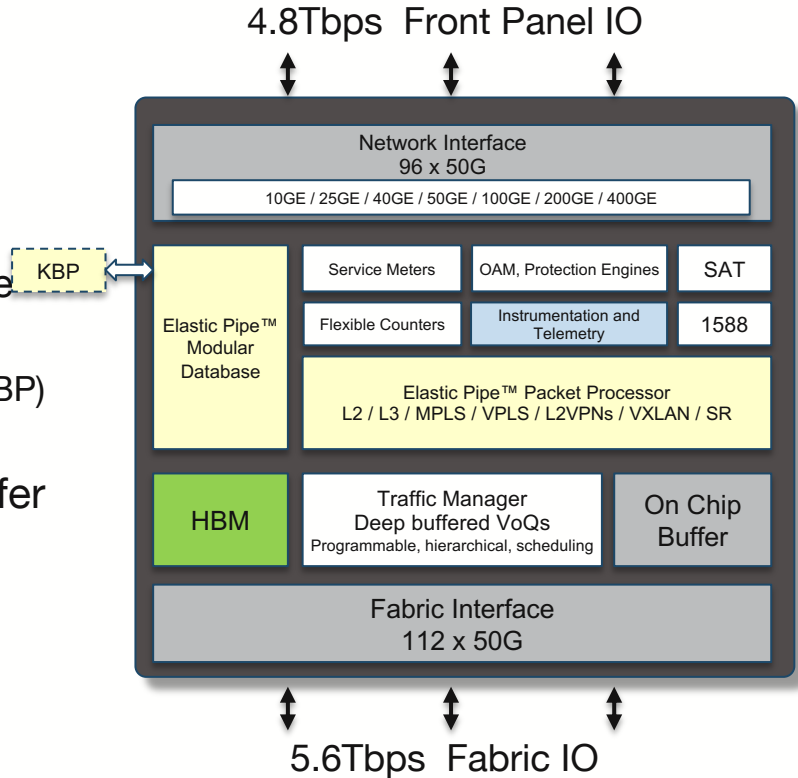 4.8Tbps Front Panel IO
Network Interface
96 x 50G
10GE / 25GE / 40GE / 50GE / 100GE / 200GE / 400GE
KBP
Elastic Pipe™
Modular
Database
Service Meters
OAM, Protection Engines
SAT
Flexible Counters
Instrumentation and
Telemetry
1588
Elastic Pipe™ Packet Processor
L2 / L3 / MPLS / VPLS / L2VPNs / VXLAN / SR
e
BP)
fer
HBM
Traffic Manager
Deep buffered VoQs
Programmable, hierarchical, scheduling
On Chip
Buffer
Fabric Interface
112 x 50G
5.6Tbps Fabric IO